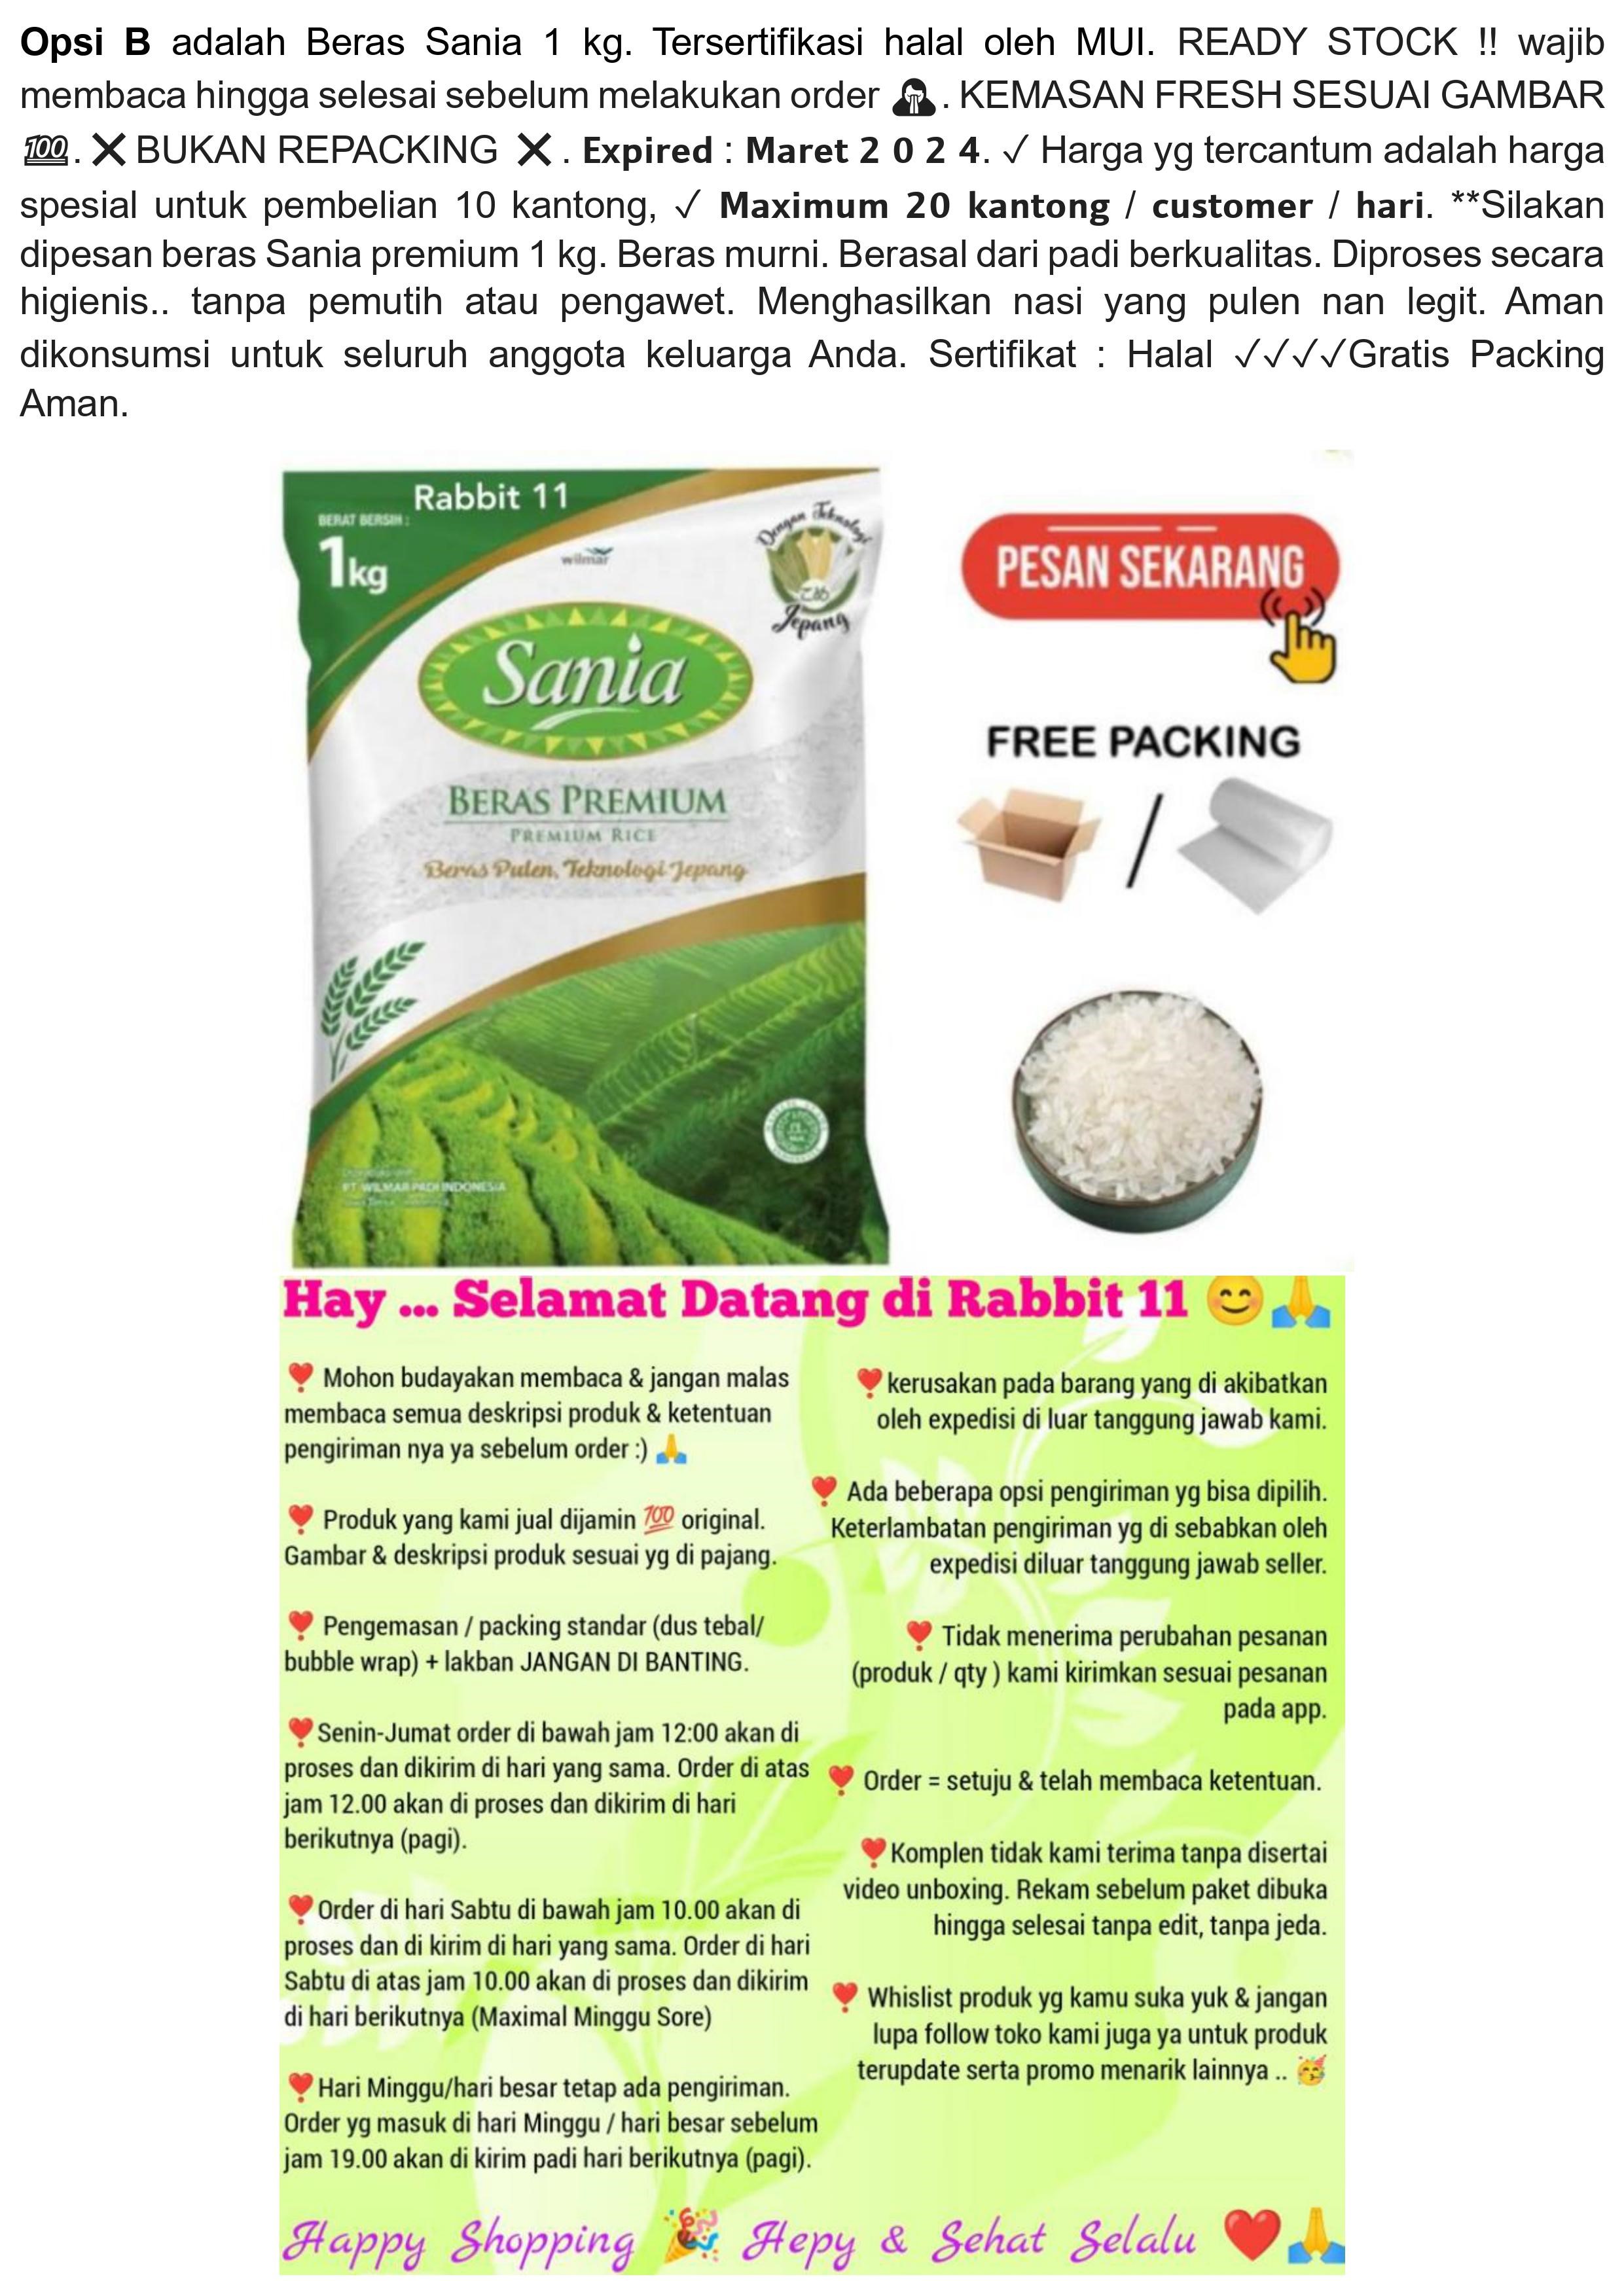 Opsi B adalah Beras Sania 1 kg. Tersertifikasi halal oleh MUI. READY STOCK !! wajib
membaca hingga selesai sebelum melakukan order 🙇. KEMASAN FRESH SESUAI GAMBAR
💯. ❌ BUKAN REPACKING ❌ . Expired : Maret 2 0 2 4. ✓ Harga yg tercantum adalah harga
spesial untuk pembelian 10 kantong, ✓ Maximum 20 kantong / customer / hari. **Silakan
dipesan beras Sania premium 1 kg. Beras murni. Berasal dari padi berkualitas. Diproses secara
higienis.. tanpa pemutih atau pengawet. Menghasilkan nasi yang pulen nan legit. Aman
dikonsumsi untuk seluruh anggota keluarga Anda. Sertifikat : Halal ✓✓✓✓Gratis Packing
Aman.
Rabbit 11
BERAT BERSIH :
1kg
wilmar
Dengan Teknologi
Jepang
Sania
BERAS PREMIUM
PREMIUM RICE
Beras Pulen, Teknologi Jepang
PT WILMAR PADI INDONESIA
PESAN SEKARANG
FREE PACKING
/
Hay ... Selamat Datang di Rabbit 11 😊🙏
❣ Mohon budayakan membaca & jangan malas
membaca semua deskripsi produk & ketentuan
pengiriman nya ya sebelum order :) 🙏
❣ Produk yang kami jual dijamin 💯 original.
Gambar & deskripsi produk sesuai yg di pajang.
❣ Pengemasan / packing standar (dus tebal/
bubble wrap) + lakban JANGAN DI BANTING.
❣Senin-Jumat order di bawah jam 12:00 akan di
proses dan dikirim di hari yang sama. Order di atas
jam 12.00 akan di proses dan dikirim di hari
berikutnya (pagi).
❣Order di hari Sabtu di bawah jam 10.00 akan di
proses dan di kirim di hari yang sama. Order di hari
Sabtu di atas jam 10.00 akan di proses dan dikirim
di hari berikutnya (Maximal Minggu Sore)
❣Hari Minggu/hari besar tetap ada pengiriman.
Order yg masuk di hari Minggu / hari besar sebelum
jam 19.00 akan di kirim padi hari berikutnya (pagi).
❣kerusakan pada barang yang di akibatkan
oleh expedisi di luar tanggung jawab kami.
❣ Ada beberapa opsi pengiriman yg bisa dipilih.
Keterlambatan pengiriman yg di sebabkan oleh
expedisi diluar tanggung jawab seller.
❣ Tidak menerima perubahan pesanan
(produk / qty ) kami kirimkan sesuai pesanan
pada app.
❣ Order = setuju & telah membaca ketentuan.
❣Komplen tidak kami terima tanpa disertai
video unboxing. Rekam sebelum paket dibuka
hingga selesai tanpa edit, tanpa jeda.
❣ Whislist produk yg kamu suka yuk & jangan
lupa follow toko kami juga ya untuk produk
terupdate serta promo menarik lainnya .. 🥳
Happy Shopping 🎉 Hepy & Sehat Selalu ❤🙏